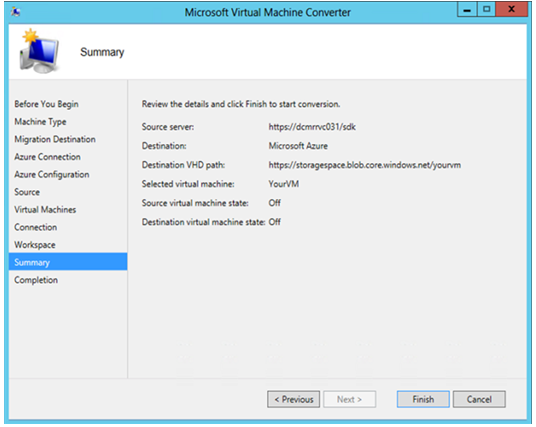 Microsoft Virtual Machine Converter
Summary
Before You Begin
Machine Type
Migration Destination
Azure Connection
Azure Configuration
Source
Virtual Machines
Connection
Workspace
Summary
Completion
Review the details and click Finish to start conversion.
Source server: https://dcmrrvc031/sdk
Destination: Microsoft Azure
Destination VHD path: https://storagespace.blob.core.windows.net/yourvm
Selected virtual machine: YourVM
Source virtual machine state: Off
Destination virtual machine state: Off
< Previous Next > Finish Cancel